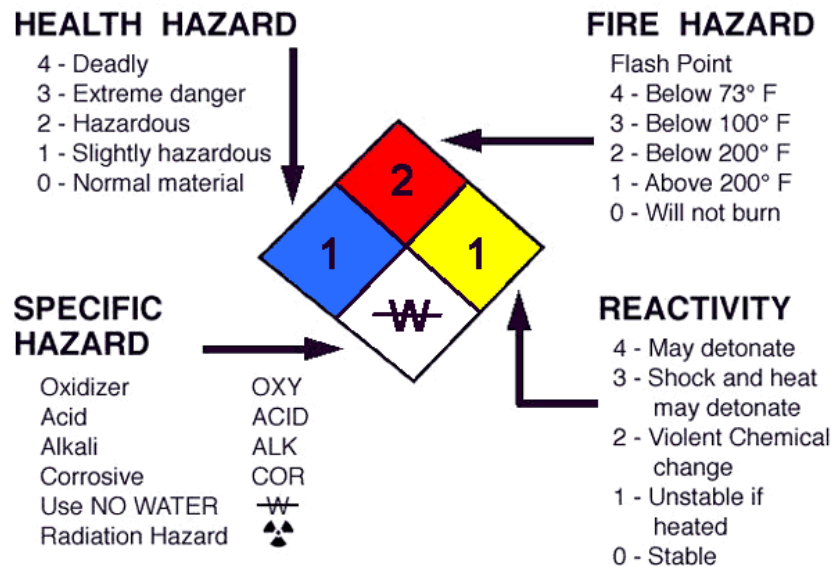 HEALTH HAZARD
4 - Deadly
3 - Extreme danger
2 - Hazardous
1 - Slightly hazardous
0 - Normal material
FIRE HAZARD
Flash Point
4 - Below 73° F
3 - Below 100° F
2 - Below 200° F
1 - Above 200° F
0 - Will not burn
2
1
1
W
SPECIFIC
HAZARD
Oxidizer OXY
Acid ACID
Alkali ALK
Corrosive COR
Use NO WATER W
Radiation Hazard
REACTIVITY
4 - May detonate
3 - Shock and heat
may detonate
2 - Violent Chemical
change
1 - Unstable if
heated
0 - Stable